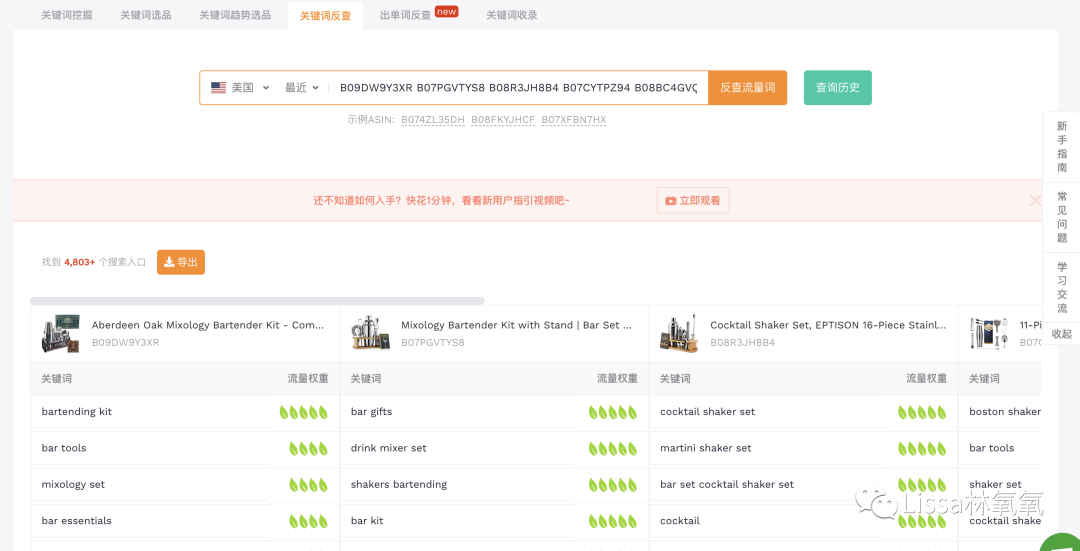 关键词挖掘 关键词选品 关键词趋势选品 关键词反查 出单词反查 new 关键词收录
美国 最近 B09DW9Y3XR B07PGVTYS8 B08R3JH8B4 B07CYTPZ94 B08BC4GVQ 反查流量词 查询历史
示例ASIN: B074ZL35DH B08FKYJHCF B07XFBN7HX
新手指南
常见问题
学习交流
收起
还不知道如何入手？快花1分钟，看看新用户指引视频吧~ 立即观看
找到 4,803+ 个搜索入口 导出
Aberdeen Oak Mixology Bartender Kit - Com... Mixology Bartender Kit with Stand | Bar Set ... Cocktail Shaker Set, EPTISON 16-Piece Stainl... 11-Pi
B09DW9Y3XR B07PGVTYS8 B08R3JH8B4 B07C
关键词 流量权重 关键词 流量权重 关键词 流量权重 关键词
bartending kit bar gifts cocktail shaker set boston shaker
bar tools drink mixer set martini shaker set bar tools
mixology set shakers bartending bar set cocktail shaker set shaker set
bar essentials bar kit cocktail cocktail shake
Lissa林氧氧